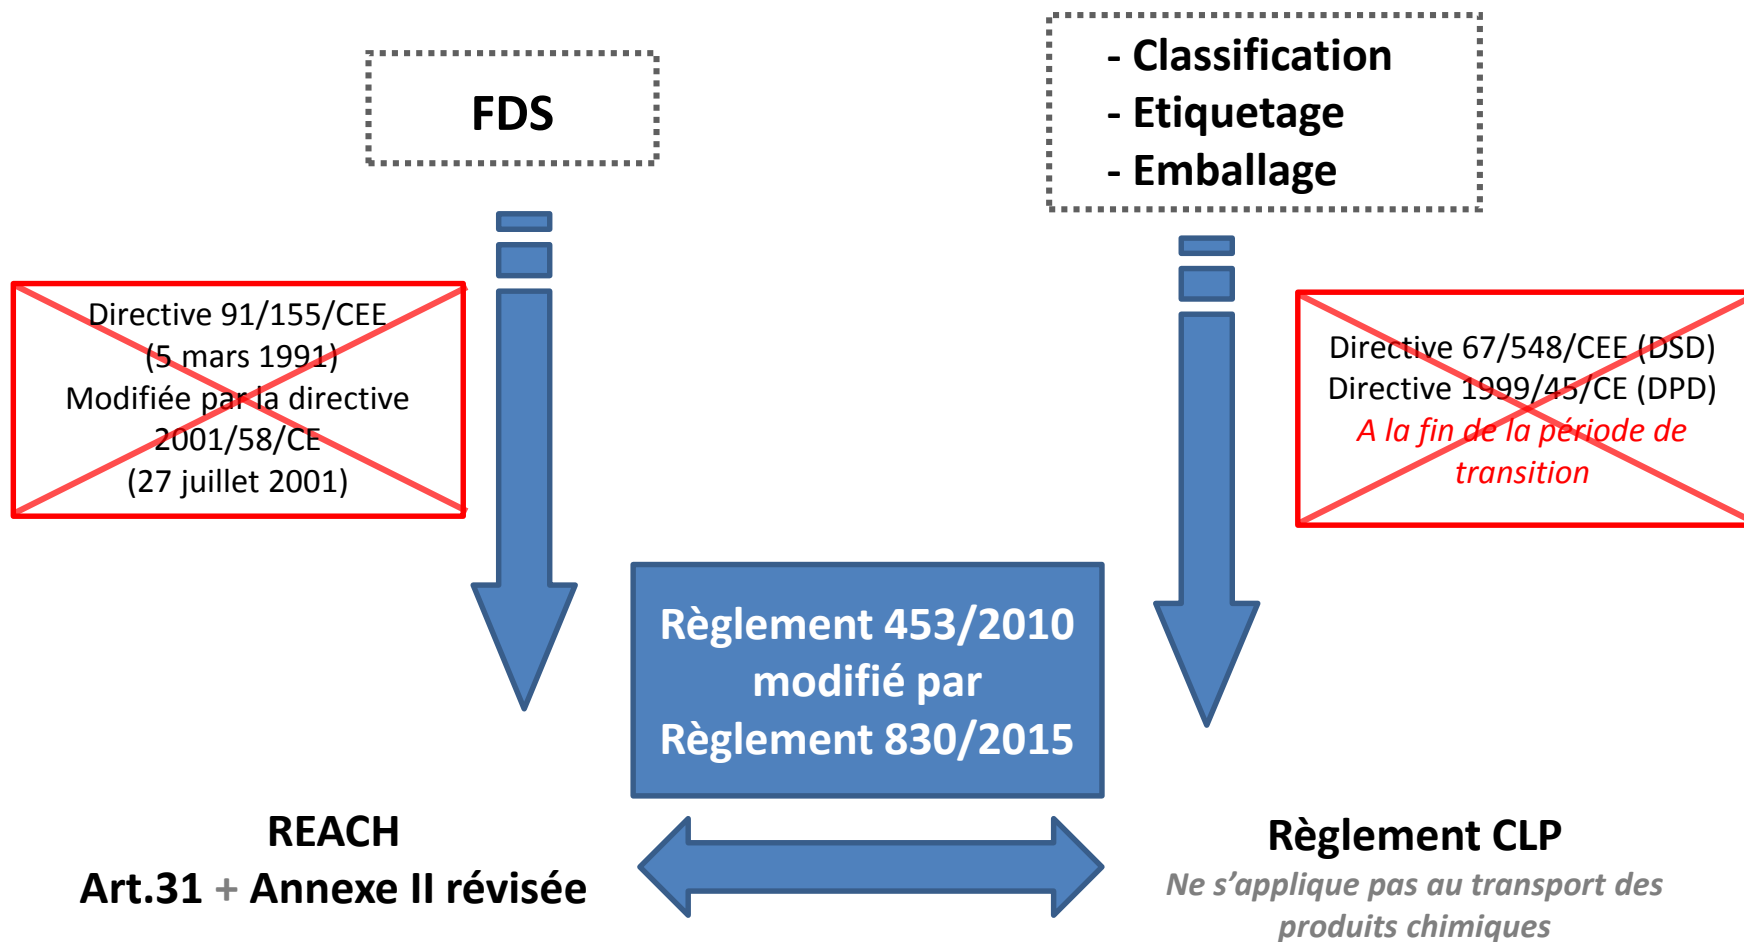 FDS
- Classification
- Etiquetage
- Emballage
Directive 91/155/CEE
(5 mars 1991)
Modifiée par la directive
2001/58/CE
(27 juillet 2001)
Directive 67/548/CEE (DSD)
Directive 1999/45/CE (DPD)
A la fin de la période de
transition
Règlement 453/2010
modifié par
Règlement 830/2015
REACH
Art.31 + Annexe II révisée
Règlement CLP
Ne s’applique pas au transport des
produits chimiques